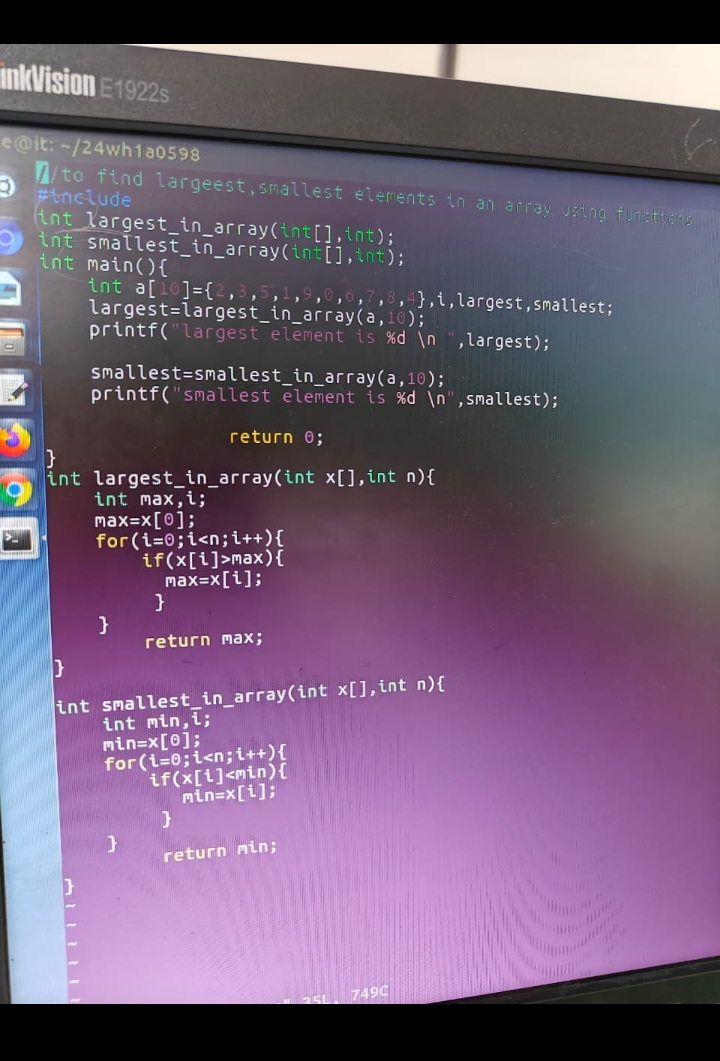 inkVision E1922s
e@it: ~/24wh1a0598
//to find largeest,smallest elements in an array using functions
#include
int largest_in_array(int[],int);
int smallest_in_array(int[],int);
int main(){
int a[10]={2,3,5,1,9,0,6,7,8,4},i,largest,smallest;
largest=largest_in_array(a,10);
printf("largest element is %d \n ",largest);
smallest=smallest_in_array(a,10);
printf("smallest element is %d \n",smallest);
return 0;
}
int largest_in_array(int x[],int n){
int max,i;
max=x[0];
for(i=0;i<n;i++){
if(x[i]>max){
max=x[i];
}
}
return max;
}
int smallest_in_array(int x[],int n){
int min,i;
min=x[0];
for(i=0;i<n;i++){
if(x[i]<min){
min=x[i];
}
}
return min;
}
~
~
~
~
~
~
" 35L, 749C